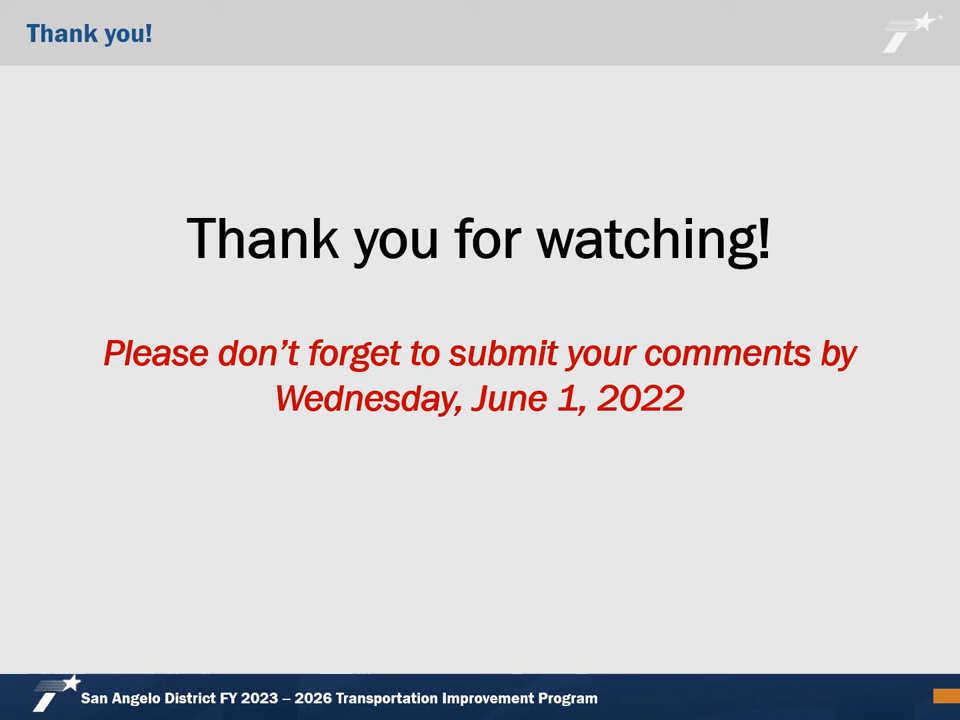 Thank you!
Thank you for watching!
Please don’t forget to submit your comments by
Wednesday, June 1, 2022
San Angelo District FY 2023 – 2026 Transportation Improvement Program